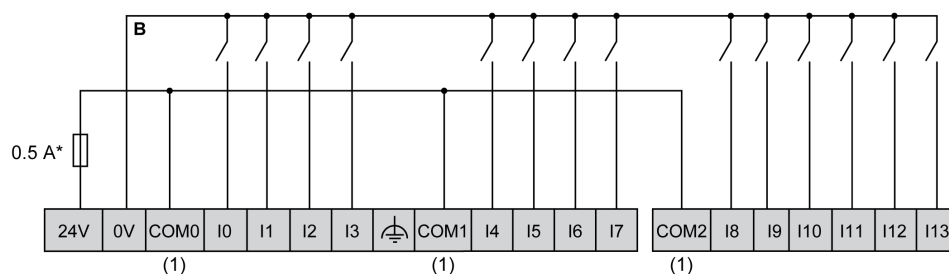 B
0.5 A*
24V 0V COM0 I0 I1 I2 I3 COM1 I4 I5 I6 I7 COM2 I8 I9 I10 I11 I12 I13
(1) (1) (1)